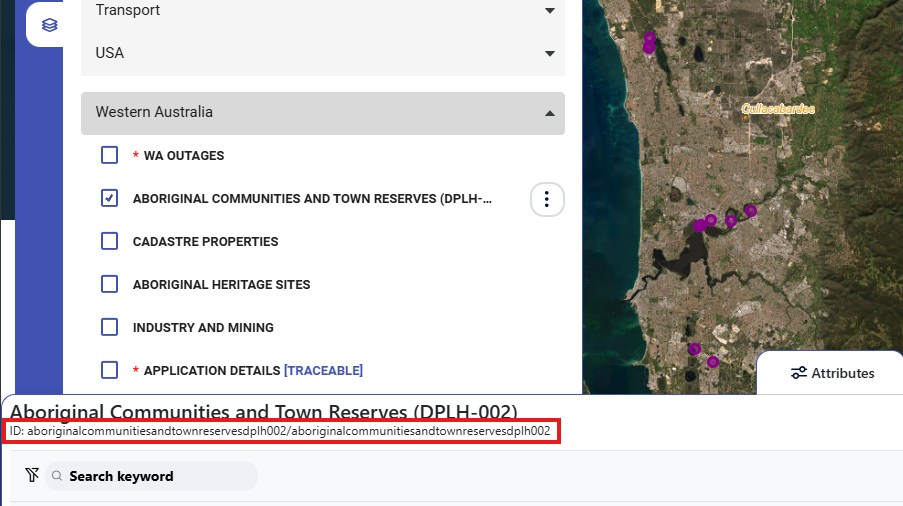 Transport
USA
Western Australia
* WA OUTAGES
ABORIGINAL COMMUNITIES AND TOWN RESERVES (DPLH-...
CADASTRE PROPERTIES
ABORIGINAL HERITAGE SITES
INDUSTRY AND MINING
* APPLICATION DETAILS [TRACEABLE]
Cullacabardee
Attributes
Aboriginal Communities and Town Reserves (DPLH-002)
ID: aboriginalcommunitiesandtownreservesdplh002/aboriginalcommunitiesandtownreservesdplh002
Search keyword